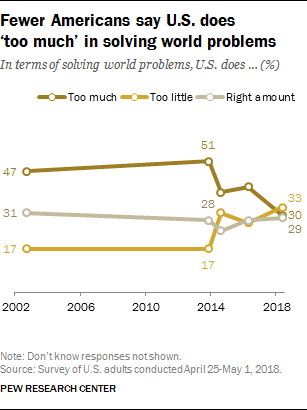 Fewer Americans say U.S. does
‘too much’ in solving world problems
In terms of solving world problems, U.S. does ... (%)
Too much Too little Right amount
51
47
33
31
28
30
29
17
17
2002 2006 2010 2014 2018
Note: Don’t know responses not shown.
Source: Survey of U.S. adults conducted April 25-May 1, 2018.
PEW RESEARCH CENTER